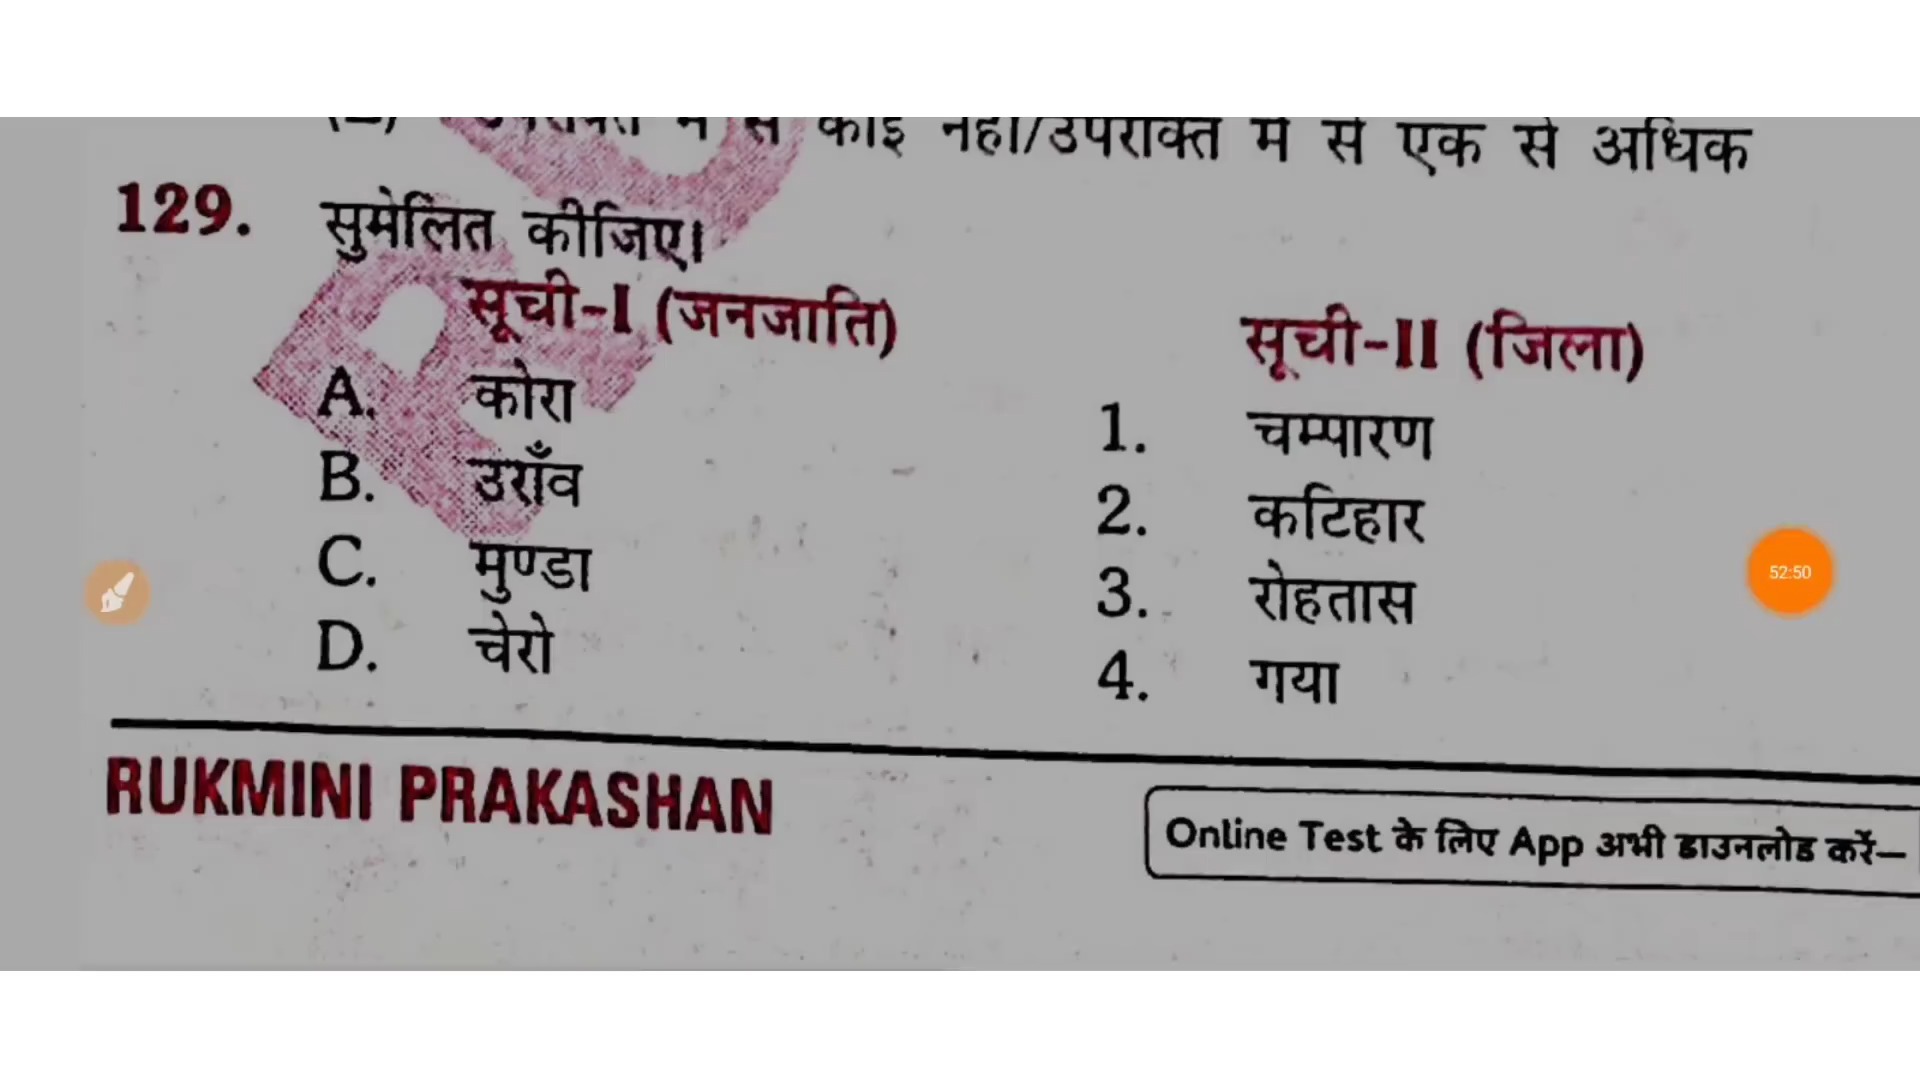 उपरोक्त में से कोई नहीं/उपरोक्त में से एक से अधिक
129. सुमेलित कीजिए।
सूची-I (जनजाति) सूची-II (जिला)
A. कोरा 1. चम्पारण
B. उराँव 2. कटिहार
C. मुण्डा 3. रोहतास
D. चेरो 4. गया
52:50
RUKMINI PRAKASHAN
Online Test के लिए App अभी डाउनलोड करें—